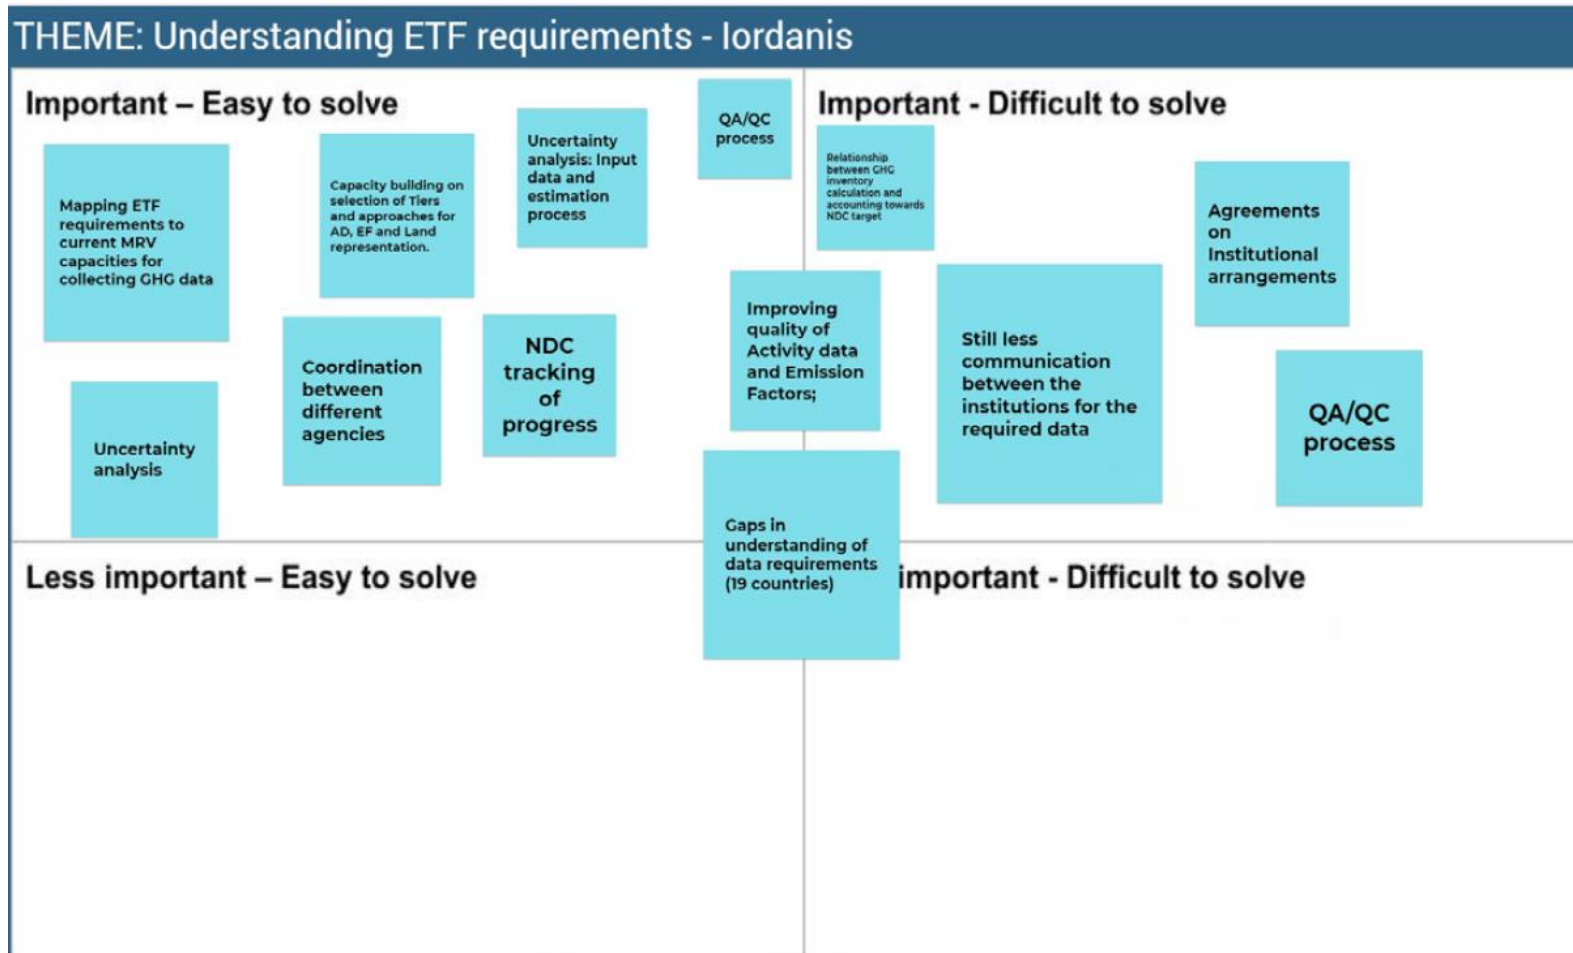 THEME: Understanding ETF requirements - Iordanis
Important – Easy to solve
Mapping ETF
requirements to
current MRV
capacities for
collecting GHG data
Capacity building on
selection of Tiers
and approaches for
AD, EF and Land
representation.
Uncertainty
analysis: Input
data and
estimation
process
QA/QC
process
Uncertainty
analysis
Coordination
between
different
agencies
NDC
tracking
of
progress
Improving
quality of
Activity data
and Emission
Factors;
Important - Difficult to solve
Relationship
between GHG
inventory
calculation and
accounting towards
NDC target
Agreements
on
Institutional
arrangements
Still less
communication
between the
institutions for the
required data
QA/QC
process
Gaps in
understanding of
data requirements
(19 countries)
Less important – Easy to solve
important - Difficult to solve